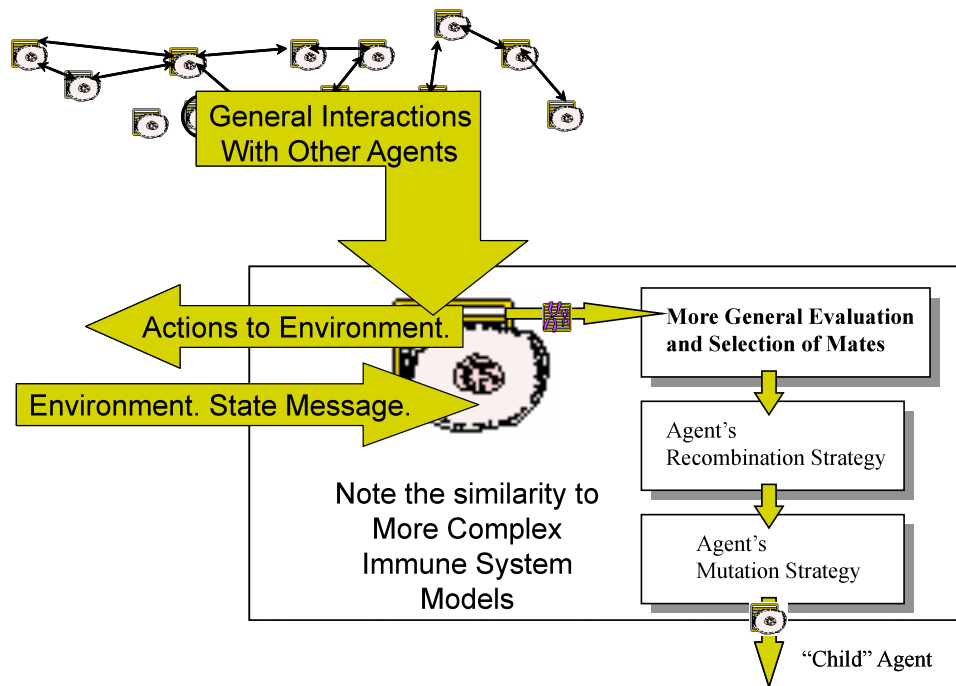 General Interactions
With Other Agents
Actions to Environment.
Environment. State Message.
More General Evaluation
and Selection of Mates
Agent’s
Recombination Strategy
Note the similarity to
More Complex
Immune System
Models
Agent’s
Mutation Strategy
“Child” Agent